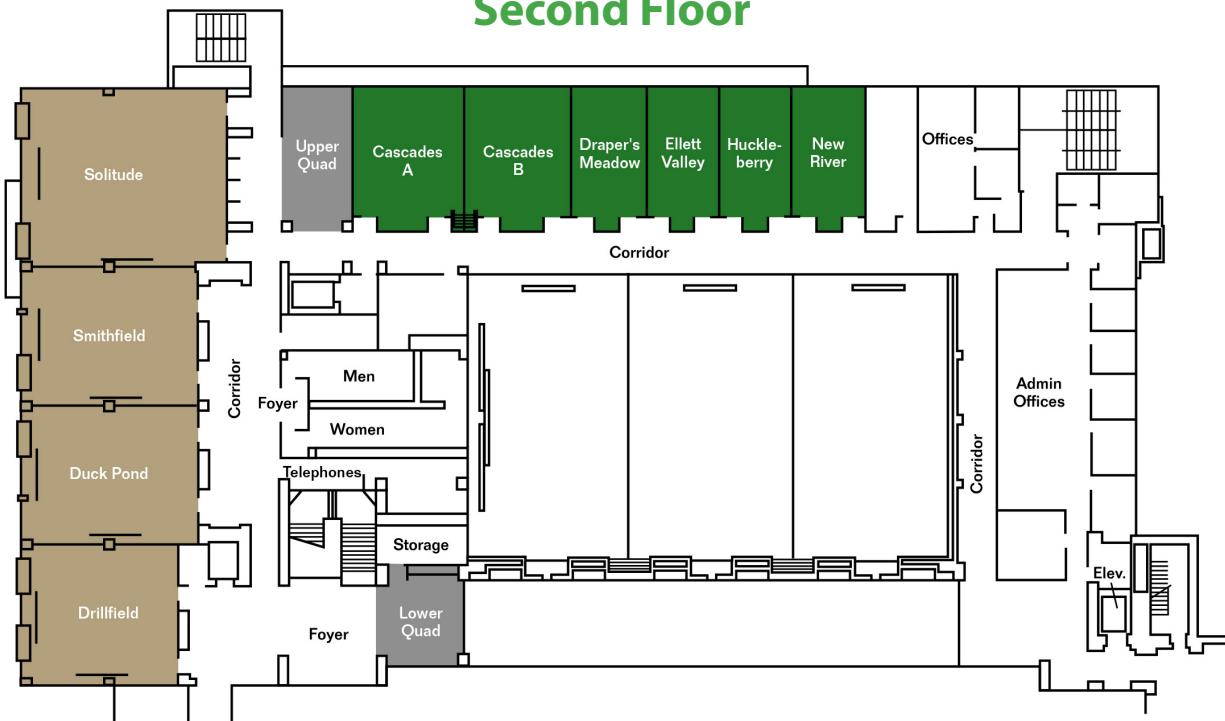 Second Floor
Solitude
Upper
Quad
Cascades
A
Cascades
B
Draper's
Meadow
Ellett
Valley
Huckle-
berry
New
River
Offices
Corridor
Smithfield
Corridor
Foyer
Men
Women
Admin
Offices
Duck Pond
Telephones
Corridor
Storage
Elev.
Drillfield
Foyer
Lower
Quad